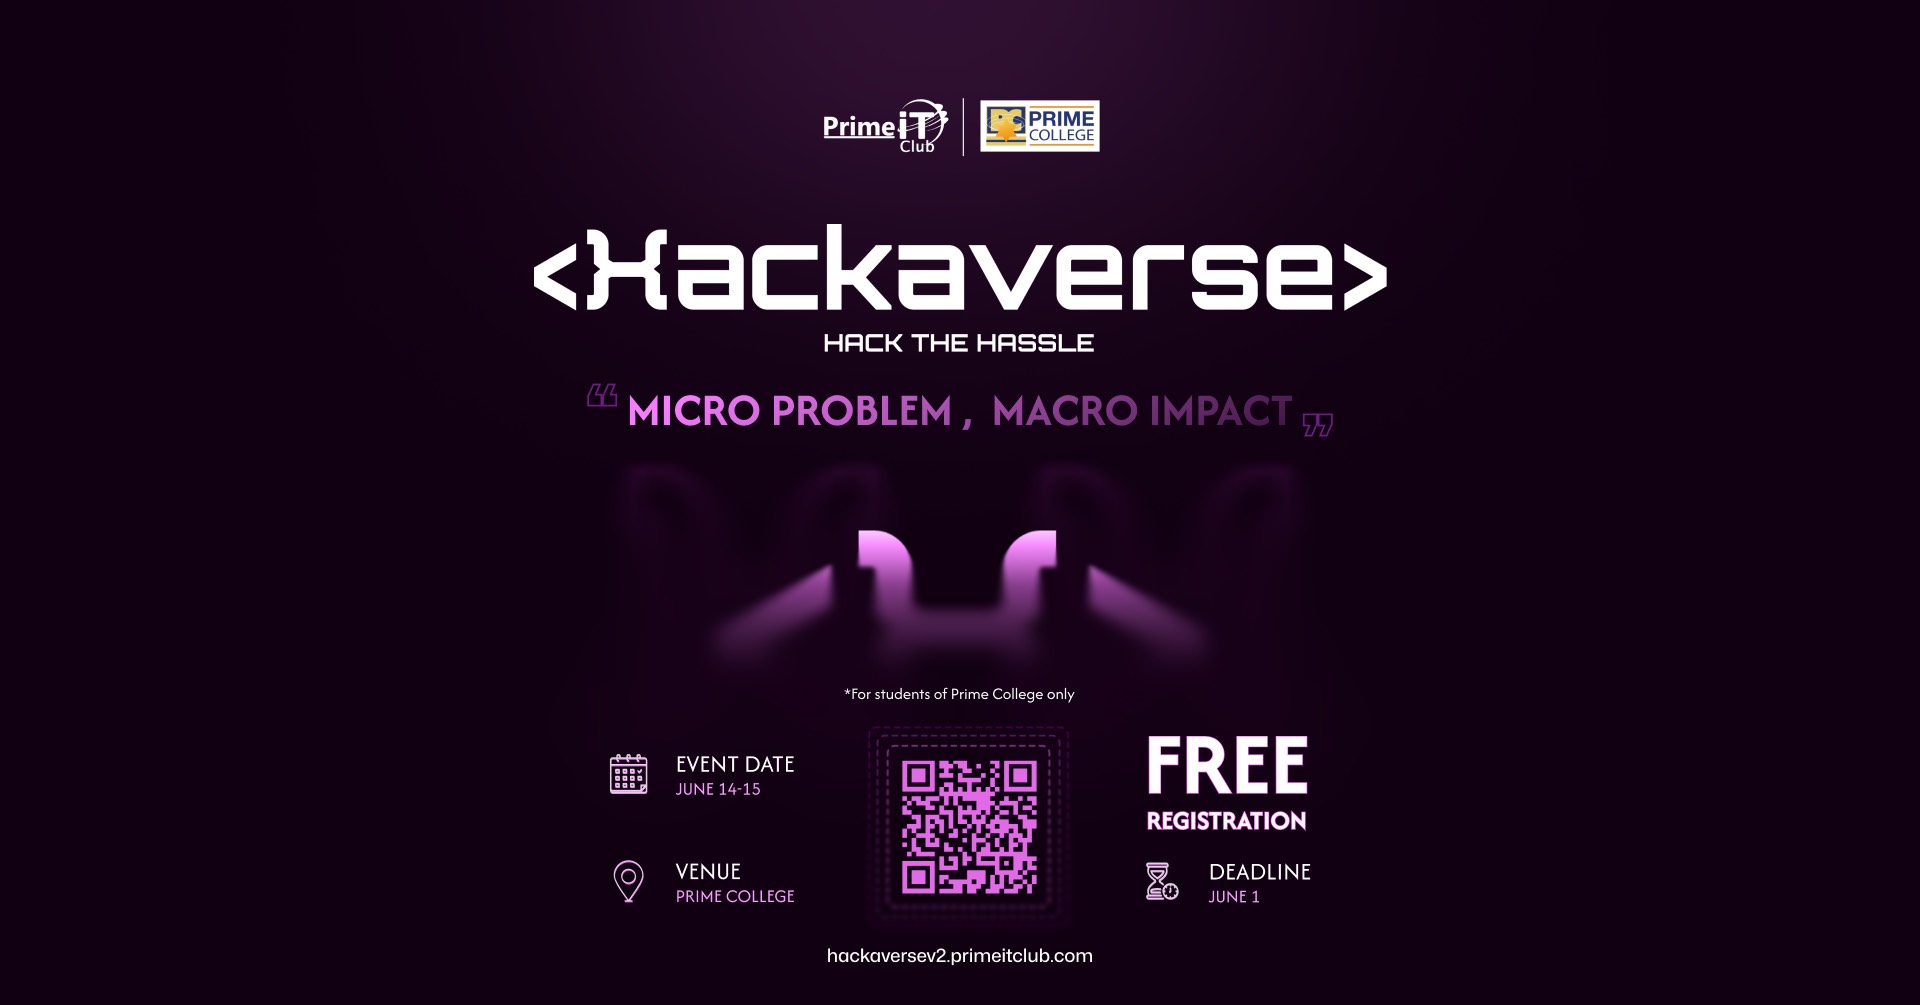 Prime iT Club
PRIME COLLEGE
<Hackaverse>
HACK THE HASSLE
“MICRO PROBLEM , MACRO IMPACT”
*For students of Prime College only
EVENT DATE
JUNE 14-15
VENUE
PRIME COLLEGE
FREE
REGISTRATION
DEADLINE
JUNE 1
hackaversev2.primeitclub.com